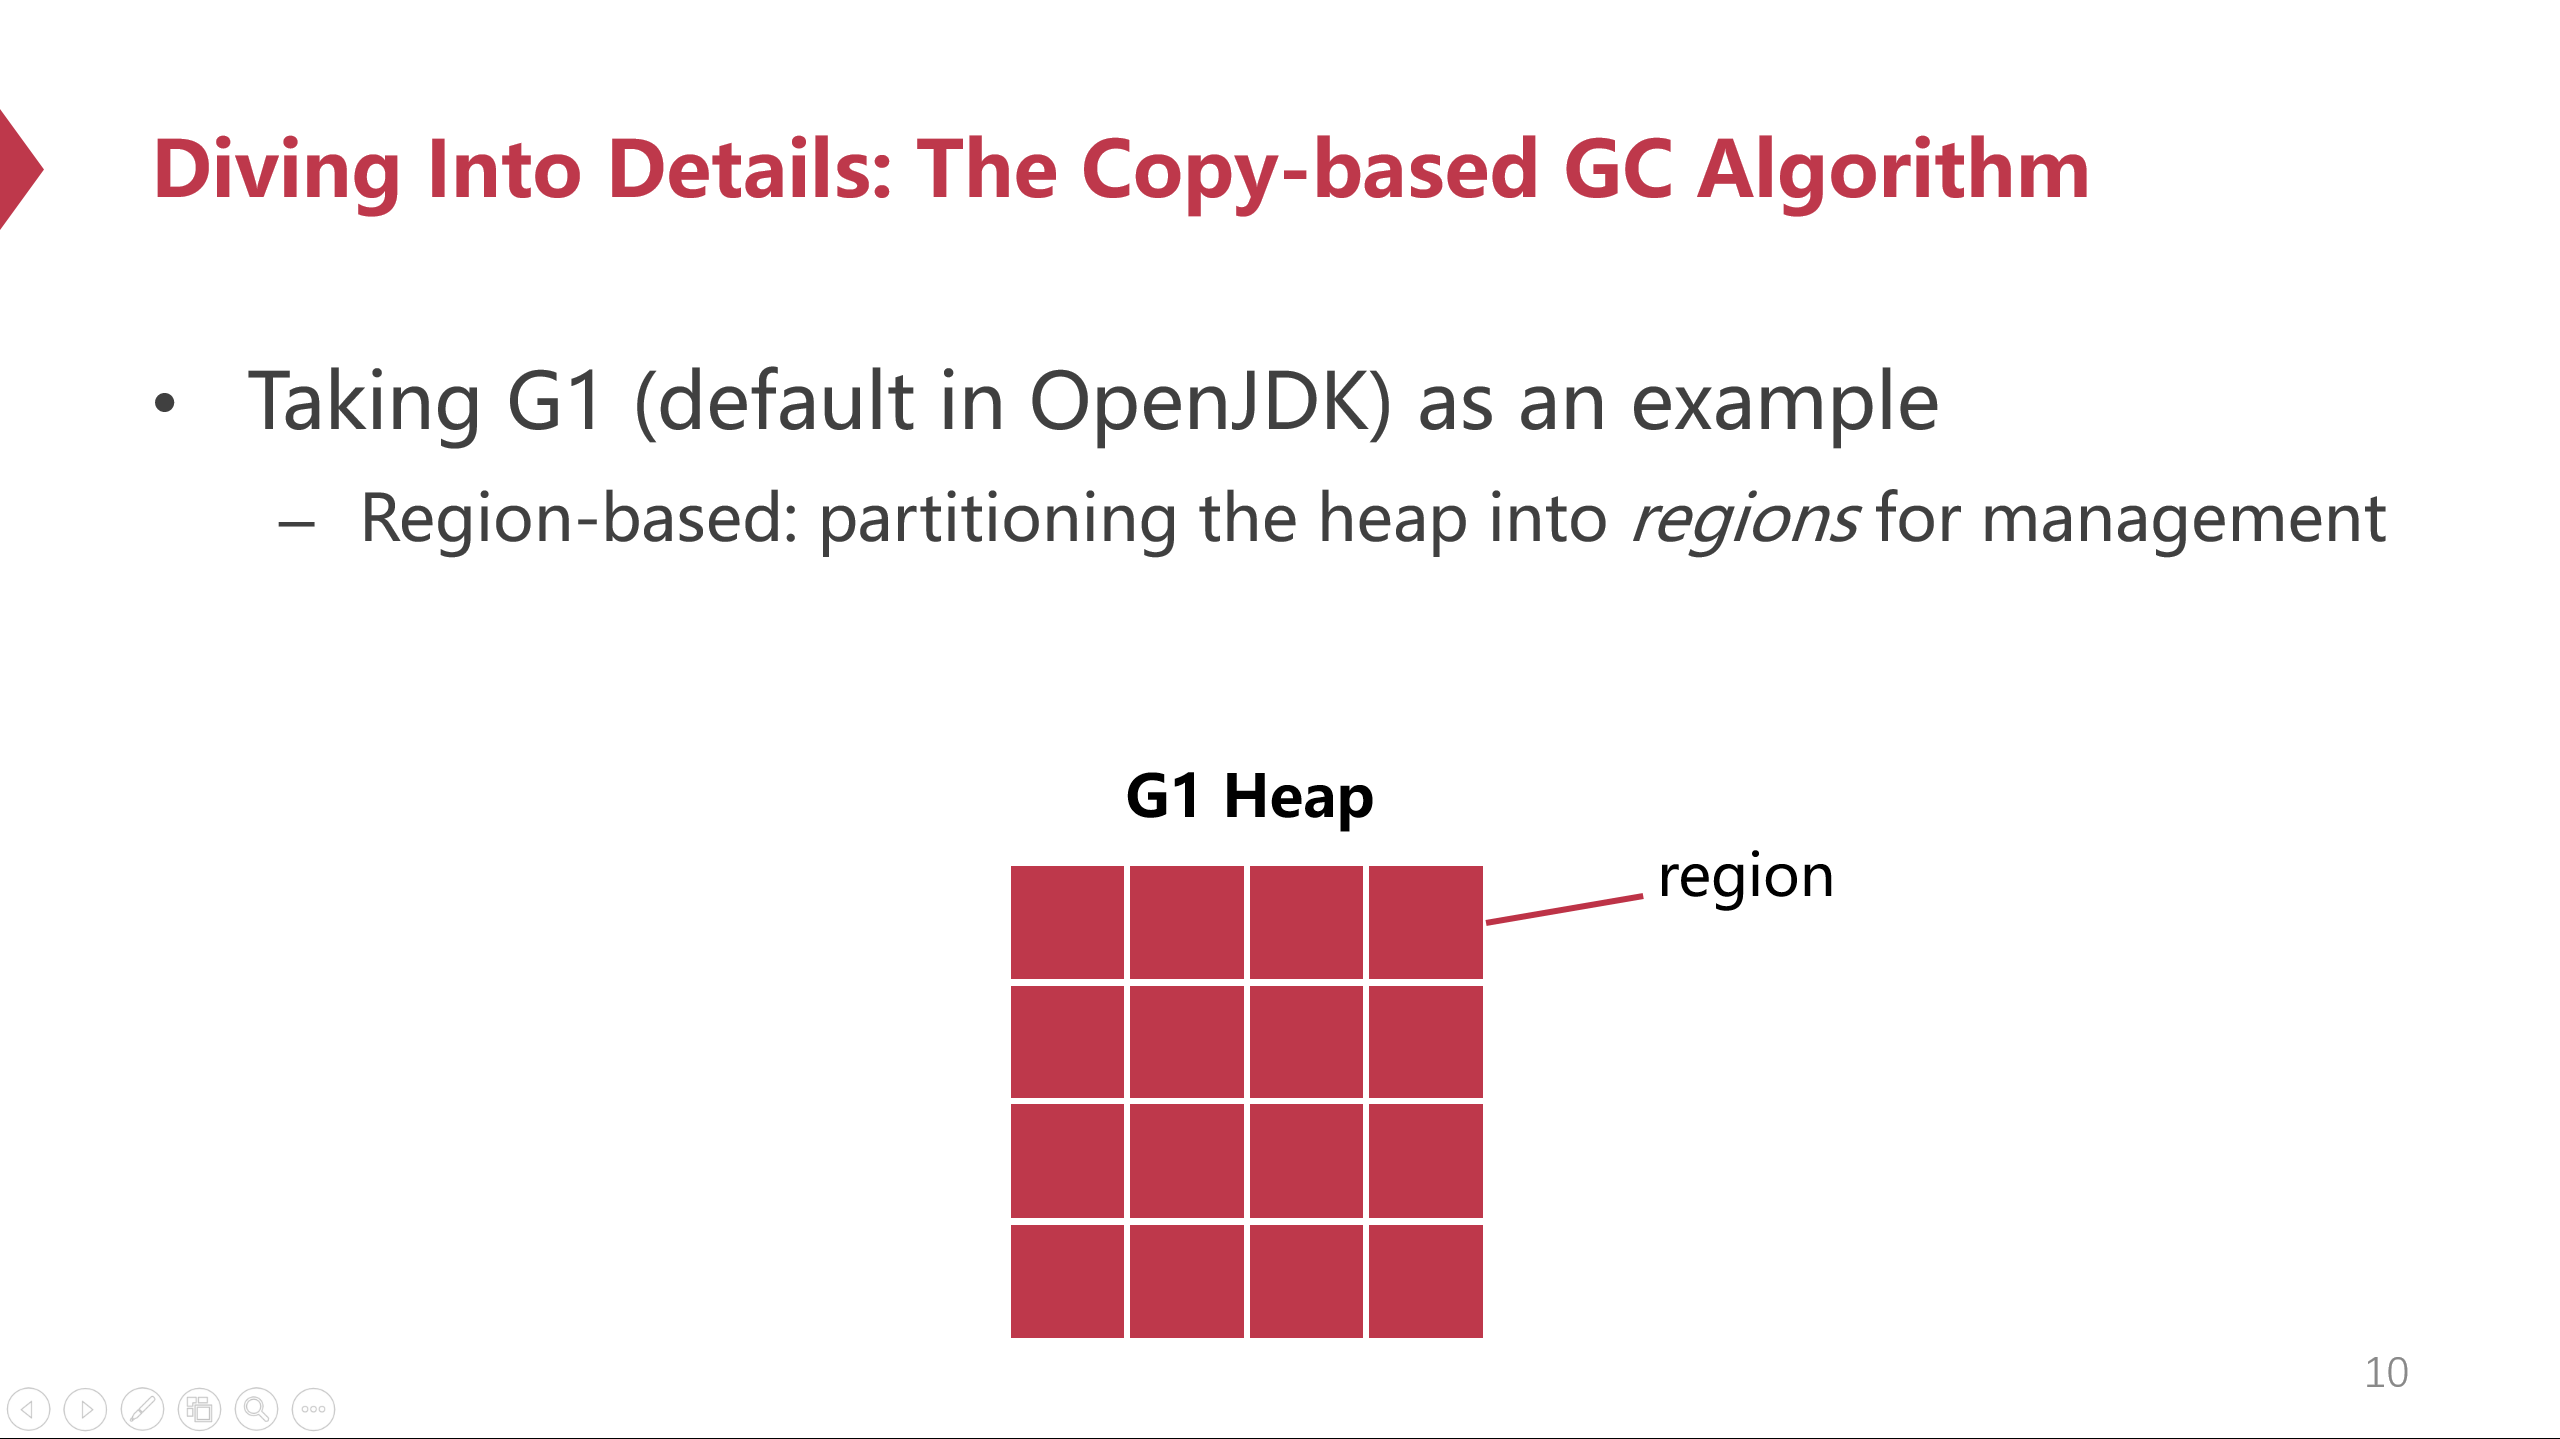 Diving Into Details: The Copy-based GC Algorithm
• Taking G1 (default in OpenJDK) as an example
– Region-based: partitioning the heap into regions for management
G1 Heap
region
10